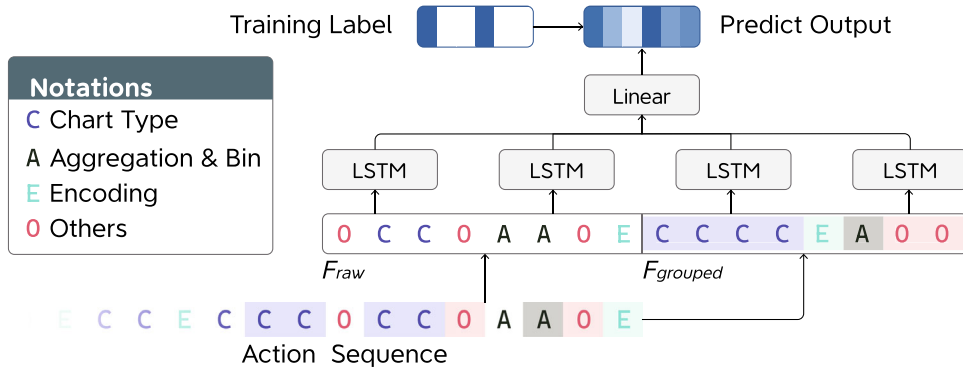 Training Label
Predict Output
Notations
C Chart Type
A Aggregation & Bin
E Encoding
O Others
Linear
LSTM LSTM LSTM LSTM
O C C O A A O E C C C C E A O O
Fraw Fgrouped
E C C E C C C O C C O A A O E
Action Sequence